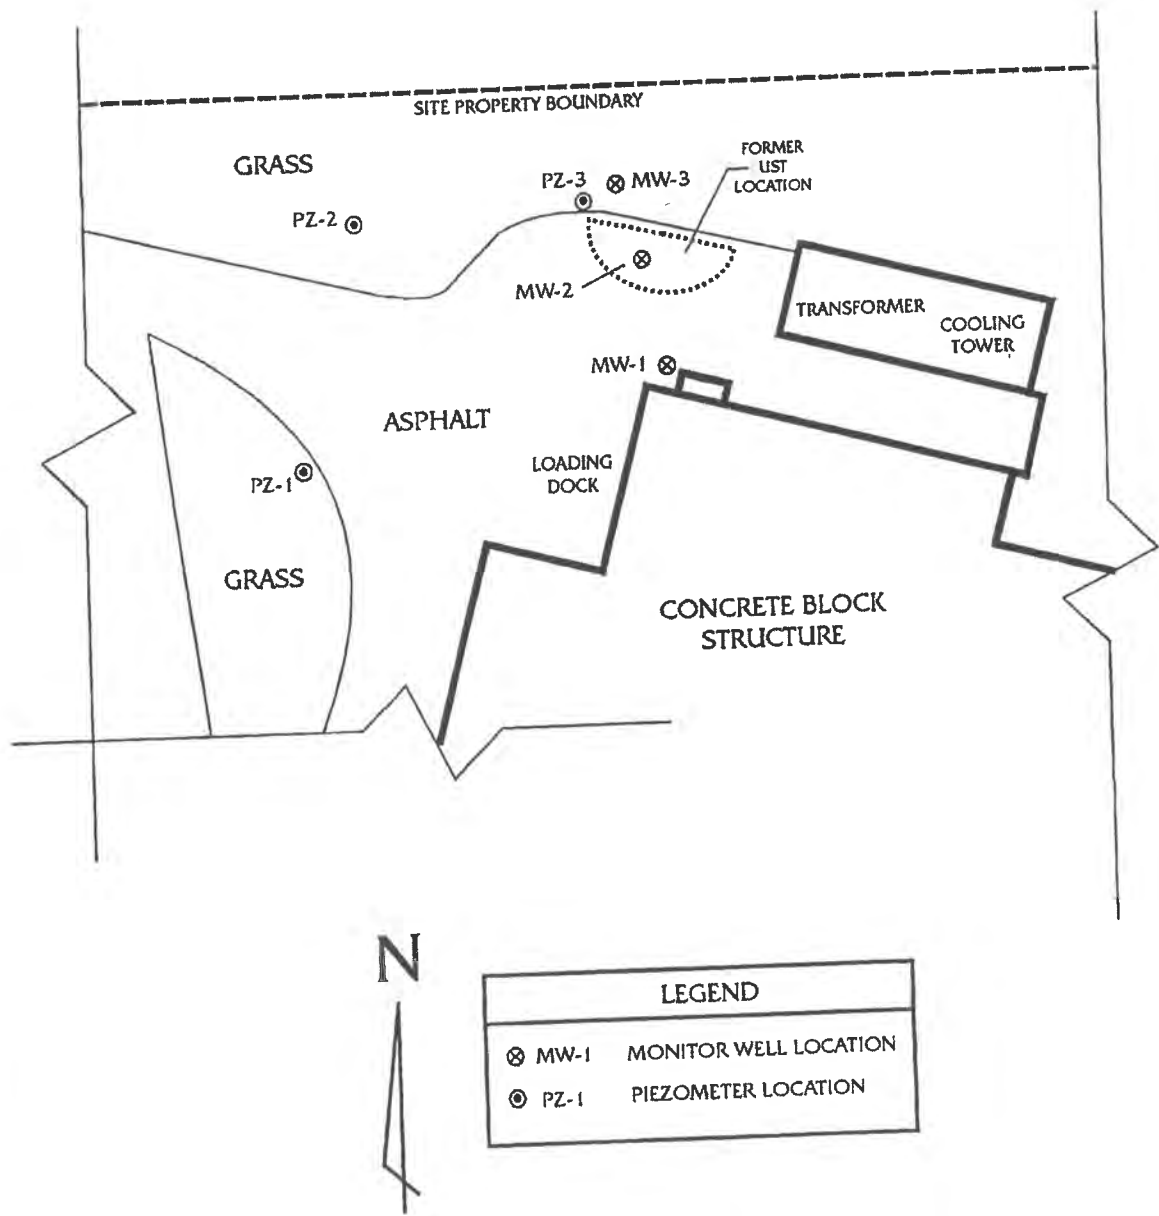 SITE PROPERTY BOUNDARY
GRASS
FORMER
UST
LOCATION
PZ-3
MW-3
PZ-2
MW-2
TRANSFORMER
COOLING
TOWER
MW-1
ASPHALT
LOADING
DOCK
PZ-1
GRASS
CONCRETE BLOCK
STRUCTURE
N
LEGEND
MW-1 MONITOR WELL LOCATION
PZ-1 PIEZOMETER LOCATION